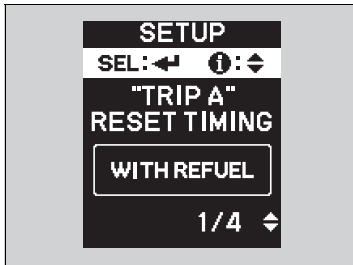 SETUP
SEL:↵ ℹ:⬍
"TRIP A"
RESET TIMING
WITH REFUEL
1/4 ⬍